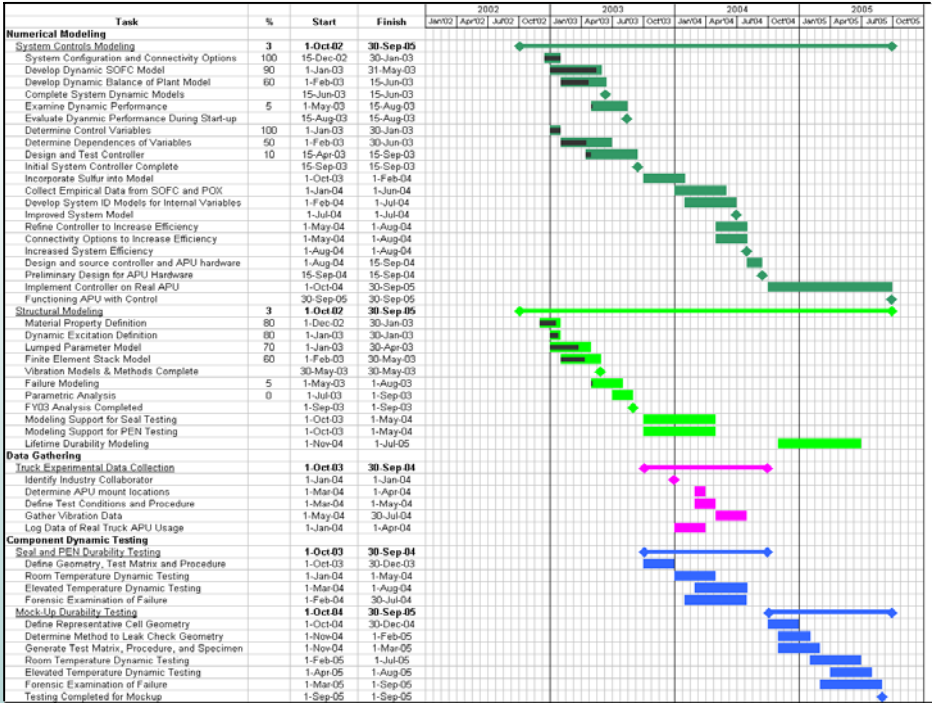 2002 2003 2004 2005
Task % Start Finish Jan'02 Apr'02 Jul'02 Oct'02 Jan'03 Apr'03 Jul'03 Oct'03 Jan'04 Apr'04 Jul'04 Oct'04 Jan'05 Apr'05 Jul'05 Oct'05
Numerical Modeling
System Controls Modeling 3 1-Oct-02 30-Sep-05
System Configuration and Connectivity Options 100 15-Dec-02 30-Jan-03
Develop Dynamic SOFC Model 90 1-Jan-03 31-May-03
Develop Dynamic Balance of Plant Model 60 1-Feb-03 15-Jun-03
Complete System Dynamic Models 15-Jun-03 15-Jun-03
Examine Dynamic Performance 5 1-May-03 15-Aug-03
Evaluate Dyanmic Performance During Start-up 15-Aug-03 15-Aug-03
Determine Control Variables 100 1-Jan-03 30-Jan-03
Determine Dependences of Variables 50 1-Feb-03 30-Jun-03
Design and Test Controller 10 15-Apr-03 15-Sep-03
Initial System Controller Complete 15-Sep-03 15-Sep-03
Incorporate Sulfur into Model 1-Oct-03 1-Feb-04
Collect Empirical Data from SOFC and POX 1-Jan-04 1-Jun-04
Develop System ID Models for Internal Variables 1-Feb-04 1-Jul-04
Improved System Model 1-Jul-04 1-Jul-04
Refine Controller to Increase Efficiency 1-May-04 1-Aug-04
Connectivity Options to Increase Efficiency 1-May-04 1-Aug-04
Increased System Efficiency 1-Aug-04 1-Aug-04
Design and source controller and APU hardware 1-Aug-04 15-Sep-04
Preliminary Design for APU Hardware 15-Sep-04 15-Sep-04
Implement Controller on Real APU 1-Oct-04 30-Sep-05
Functioning APU with Control 30-Sep-05 30-Sep-05
Structural Modeling 3 1-Oct-02 30-Sep-05
Material Property Definition 80 1-Dec-02 30-Jan-03
Dynamic Excitation Definition 80 1-Jan-03 30-Jan-03
Lumped Parameter Model 70 1-Jan-03 30-Apr-03
Finite Element Stack Model 60 1-Feb-03 30-May-03
Vibration Models & Methods Complete 30-May-03 30-May-03
Failure Modeling 5 1-May-03 1-Aug-03
Parametric Analysis 0 1-Jul-03 1-Sep-03
FY03 Analysis Completed 1-Sep-03 1-Sep-03
Modeling Support for Seal Testing 1-Oct-03 1-May-04
Modeling Support for PEN Testing 1-Oct-03 1-May-04
Lifetime Durability Modeling 1-Nov-04 1-Jul-05
Data Gathering
Truck Experimental Data Collection 1-Oct-03 30-Sep-04
Identify Industry Collaborator 1-Jan-04 1-Jan-04
Determine APU mount locations 1-Mar-04 1-Apr-04
Define Test Conditions and Procedure 1-Mar-04 1-May-04
Gather Vibration Data 1-May-04 30-Jul-04
Log Data of Real Truck APU Usage 1-Jan-04 1-Apr-04
Component Dynamic Testing
Seal and PEN Durability Testing 1-Oct-03 30-Sep-04
Define Geometry, Test Matrix and Procedure 1-Oct-03 30-Dec-03
Room Temperature Dynamic Testing 1-Jan-04 1-May-04
Elevated Temperature Dynamic Testing 1-Mar-04 1-Aug-04
Forensic Examination of Failure 1-Feb-04 30-Jul-04
Mock-Up Durability Testing 1-Oct-04 30-Sep-05
Define Representative Cell Geometry 1-Oct-04 30-Dec-04
Determine Method to Leak Check Geometry 1-Nov-04 1-Feb-05
Generate Test Matrix, Procedure, and Specimen 1-Nov-04 1-Mar-05
Room Temperature Dynamic Testing 1-Feb-05 1-Jul-05
Elevated Temperature Dynamic Testing 1-Apr-05 1-Aug-05
Forensic Examination of Failure 1-Mar-05 1-Sep-05
Testing Completed for Mockup 1-Sep-05 1-Sep-05